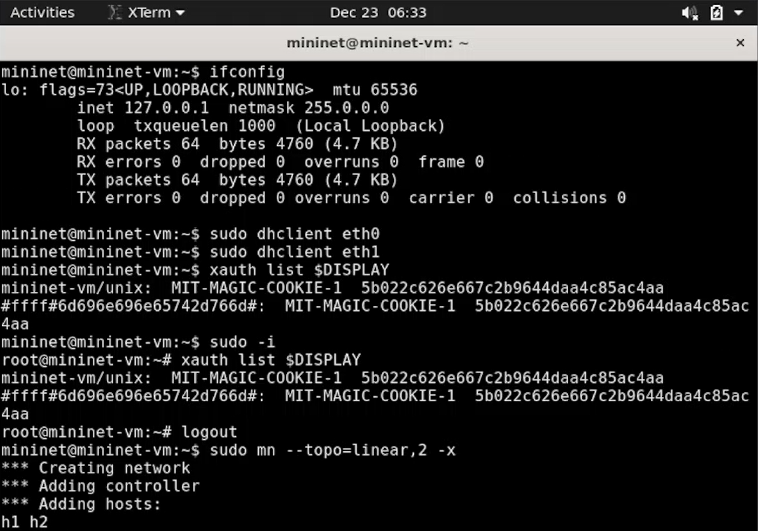 Activities XTerm Dec 23 06:33
mininet@mininet-vm: ~ ×
mininet@mininet-vm:~$ ifconfig
lo: flags=73<UP,LOOPBACK,RUNNING>  mtu 65536
        inet 127.0.0.1  netmask 255.0.0.0
        loop  txqueuelen 1000  (Local Loopback)
        RX packets 64  bytes 4760 (4.7 KB)
        RX errors 0  dropped 0  overruns 0  frame 0
        TX packets 64  bytes 4760 (4.7 KB)
        TX errors 0  dropped 0 overruns 0  carrier 0  collisions 0
mininet@mininet-vm:~$ sudo dhclient eth0
mininet@mininet-vm:~$ sudo dhclient eth1
mininet@mininet-vm:~$ xauth list $DISPLAY
mininet-vm/unix:  MIT-MAGIC-COOKIE-1  5b022c626e667c2b9644daa4c85ac4aa
#ffff#6d696e696e65742d766d#:  MIT-MAGIC-COOKIE-1  5b022c626e667c2b9644daa4c85ac
4aa
mininet@mininet-vm:~$ sudo -i
root@mininet-vm:~# xauth list $DISPLAY
mininet-vm/unix:  MIT-MAGIC-COOKIE-1  5b022c626e667c2b9644daa4c85ac4aa
#ffff#6d696e696e65742d766d#:  MIT-MAGIC-COOKIE-1  5b022c626e667c2b9644daa4c85ac
4aa
root@mininet-vm:~# logout
mininet@mininet-vm:~$ sudo mn --topo=linear,2 -x
*** Creating network
*** Adding controller
*** Adding hosts:
h1 h2